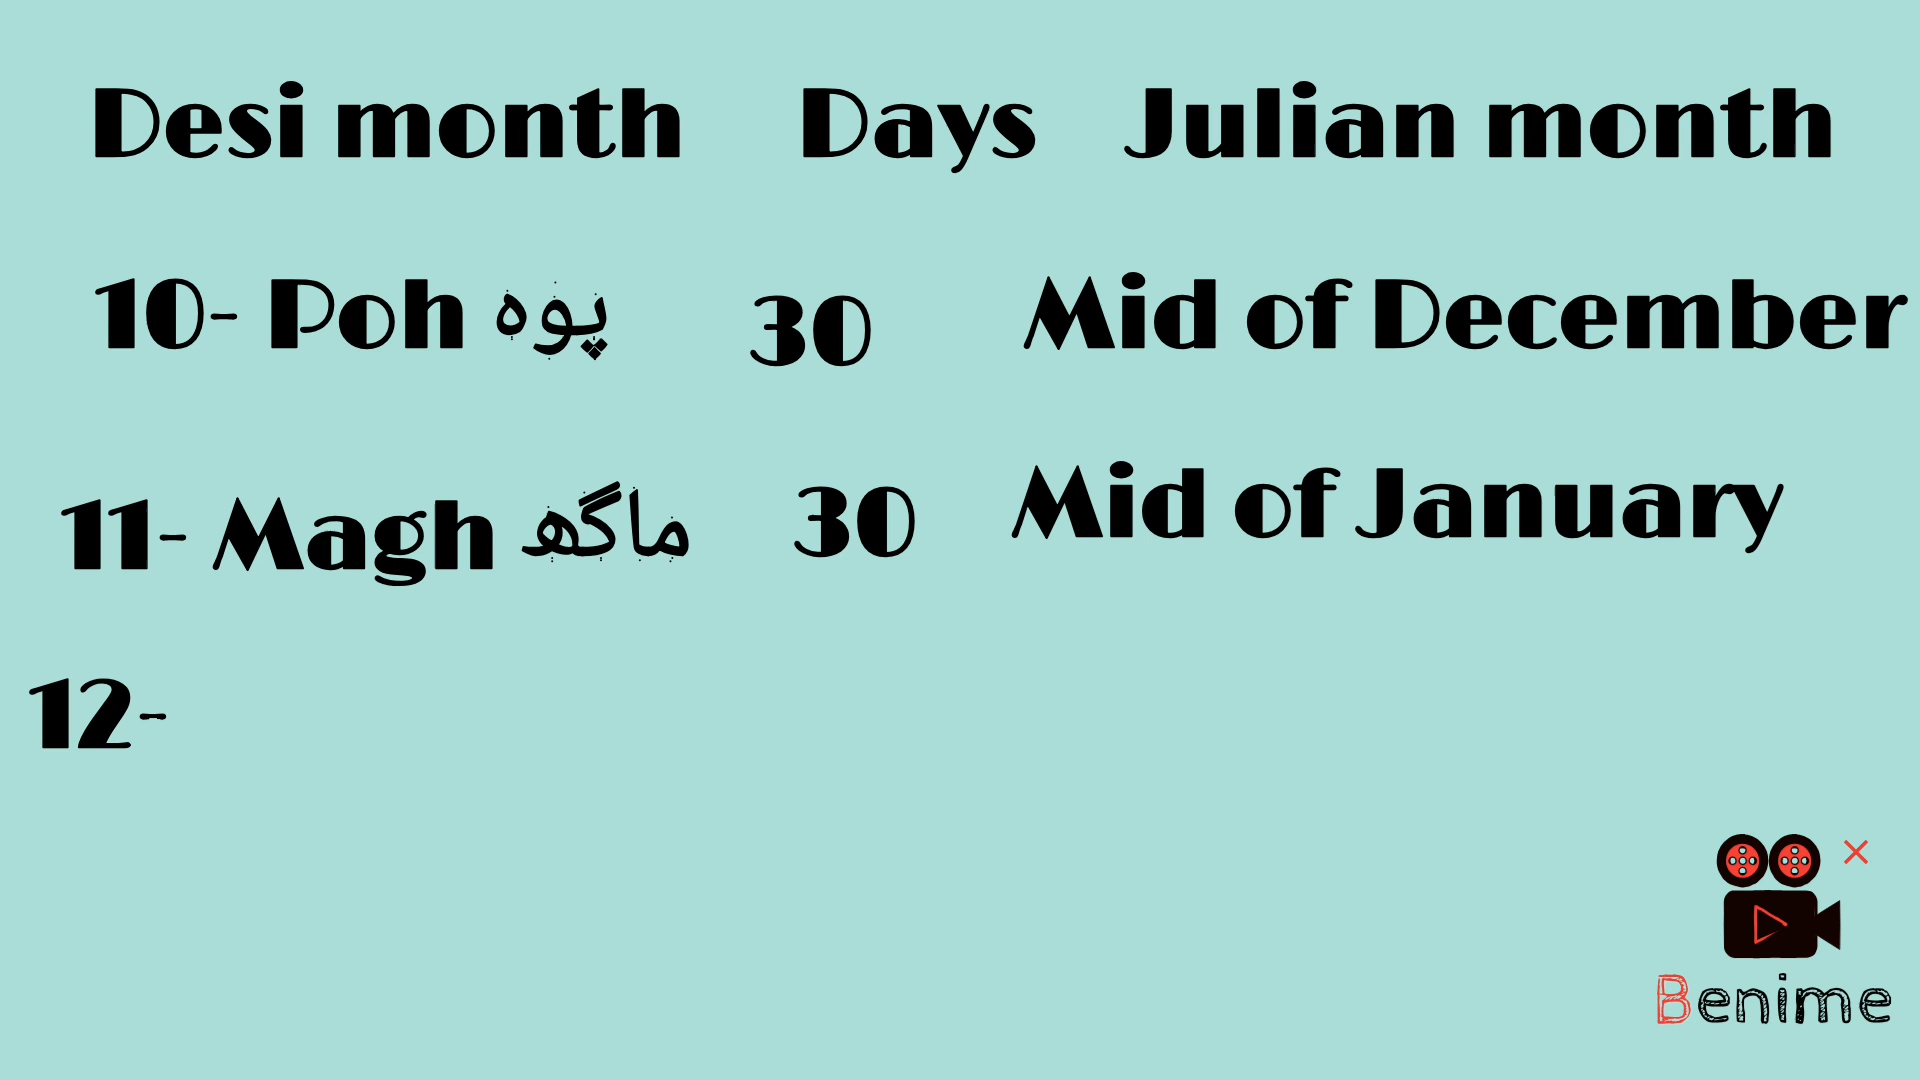 Desi month Days Julian month
10- Poh پوہ 30 Mid of December
11- Magh ماگھ 30 Mid of January
12-
Benime